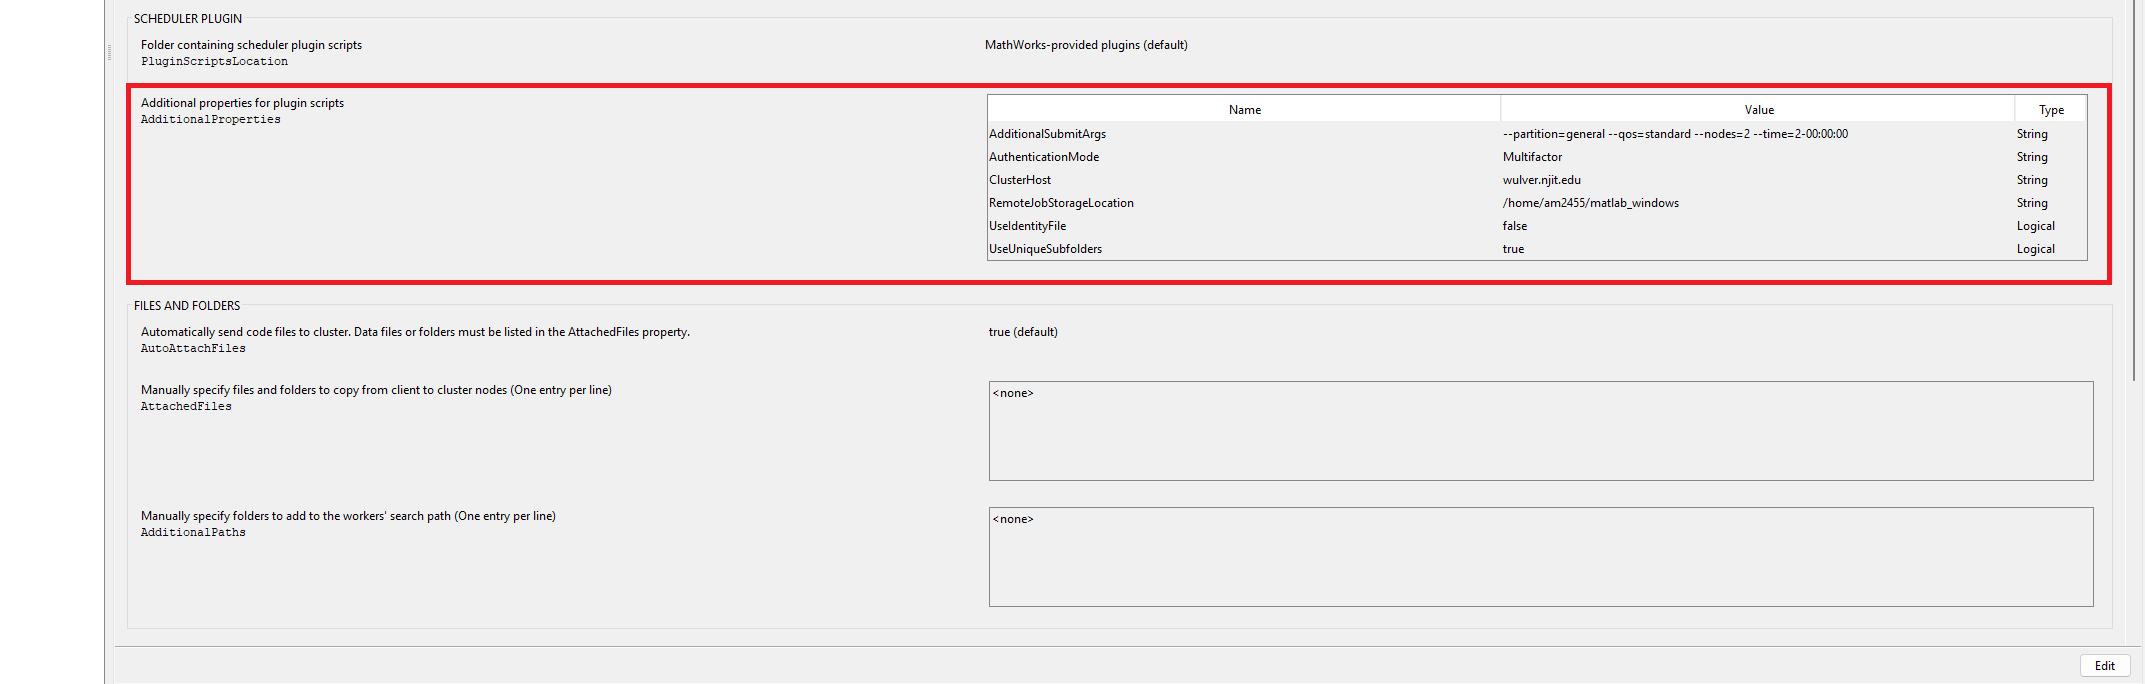 SCHEDULER PLUGIN
Folder containing scheduler plugin scripts
MathWorks-provided plugins (default)
PluginScriptsLocation
Additional properties for plugin scripts
AdditionalProperties
Name Value Type
AdditionalSubmitArgs --partition=general --qos=standard --nodes=2 --time=2-00:00:00 String
AuthenticationMode Multifactor String
ClusterHost wulver.njit.edu String
RemoteJobStorageLocation /home/am2455/matlab_windows String
UseIdentityFile false Logical
UseUniqueSubfolders true Logical
FILES AND FOLDERS
Automatically send code files to cluster. Data files or folders must be listed in the AttachedFiles property.
true (default)
AutoAttachFiles
Manually specify files and folders to copy from client to cluster nodes (One entry per line)
<none>
AttachedFiles
Manually specify folders to add to the workers' search path (One entry per line)
<none>
AdditionalPaths
Edit